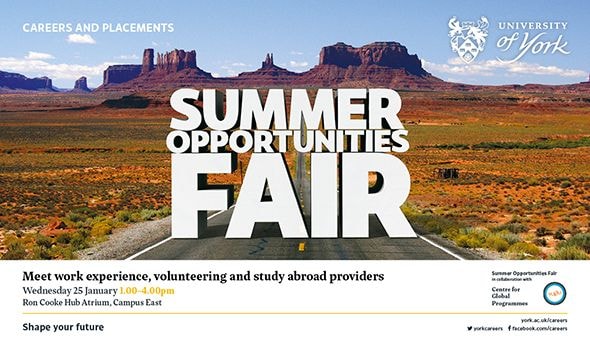 CAREERS AND PLACEMENTS
UNIVERSITY
of York
SUMMER
OPPORTUNITIES
FAIR
Meet work experience, volunteering and study abroad providers
Wednesday 25 January 1.00-4.00pm
Ron Cooke Hub Atrium, Campus East
Summer Opportunities Fair
in collaboration with
Centre for
Global
Programmes
Shape your future
york.ac.uk/careers
yorkcareers facebook.com/careers